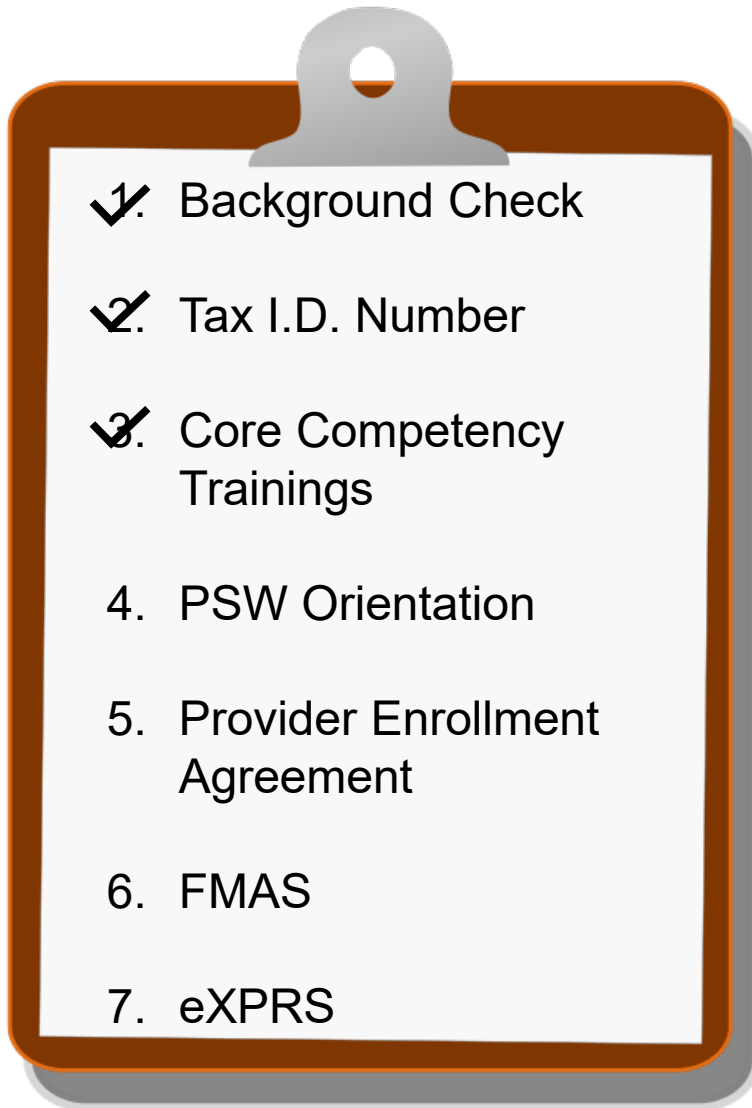 1. Background Check
2. Tax I.D. Number
3. Core Competency
Trainings
4. PSW Orientation
5. Provider Enrollment
Agreement
6. FMAS
7. eXPRS